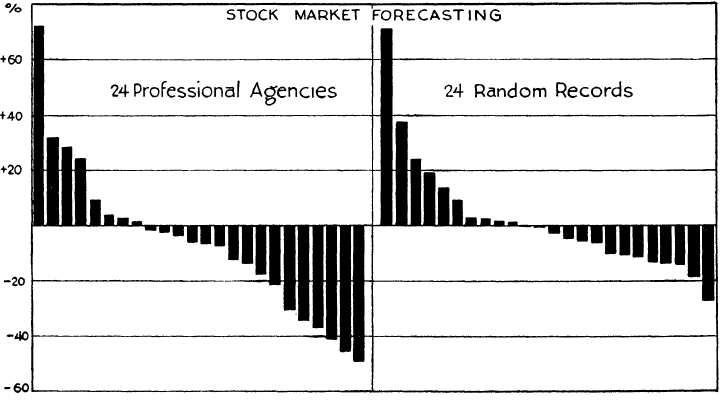 %
STOCK MARKET FORECASTING
+60
24 Professional Agencies
24 Random Records
+40
+20
-20
-40
-60